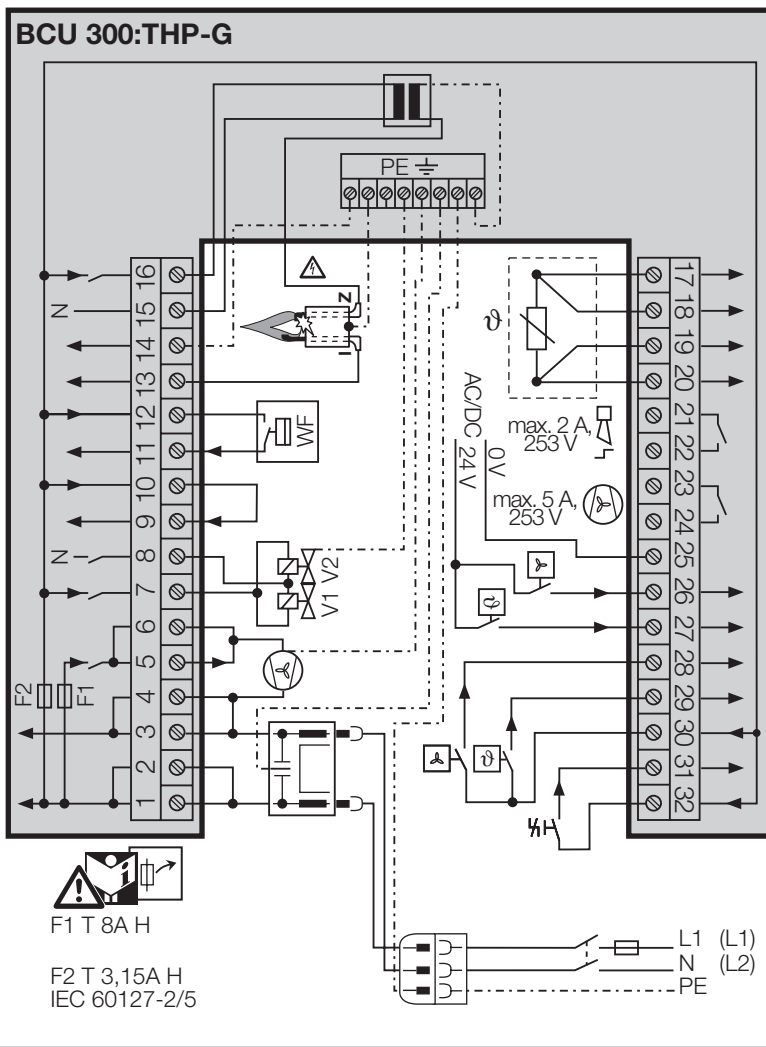 BCU 300:THP-G
PE
16
N
15
14
13
12
11
10
9
N
8
7
6
5
4
3
2
1
F2
F1
Z
I
WF
V1 V2
ϑ
AC/DC 24 V
0 V
max. 2 A,
253 V
max. 5 A,
253 V
ϑ
ϑ
17
18
19
20
21
22
23
24
25
26
27
28
29
30
31
32
i
F1 T 8A H
F2 T 3,15A H
IEC 60127-2/5
L1 (L1)
N (L2)
PE